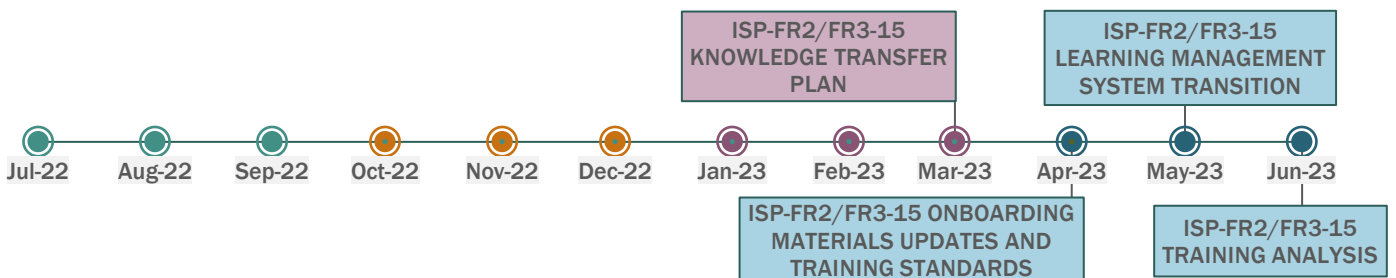 ISP-FR2/FR3-15
KNOWLEDGE TRANSFER
PLAN
ISP-FR2/FR3-15
LEARNING MANAGEMENT
SYSTEM TRANSITION
Jul-22 Aug-22 Sep-22 Oct-22 Nov-22 Dec-22 Jan-23 Feb-23 Mar-23 Apr-23 May-23 Jun-23
ISP-FR2/FR3-15 ONBOARDING
MATERIALS UPDATES AND
TRAINING STANDARDS
ISP-FR2/FR3-15
TRAINING ANALYSIS